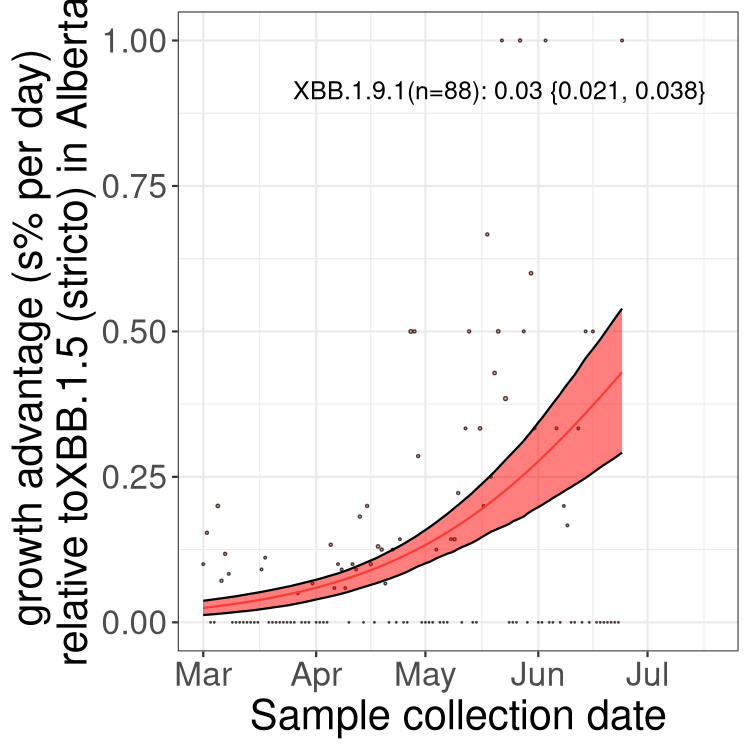 growth advantage (s% per day)
relative toXBB.1.5 (stricto) in Alberta
1.00
0.75
0.50
0.25
0.00
XBB.1.9.1(n=88): 0.03 {0.021, 0.038}
Mar Apr May Jun Jul
Sample collection date